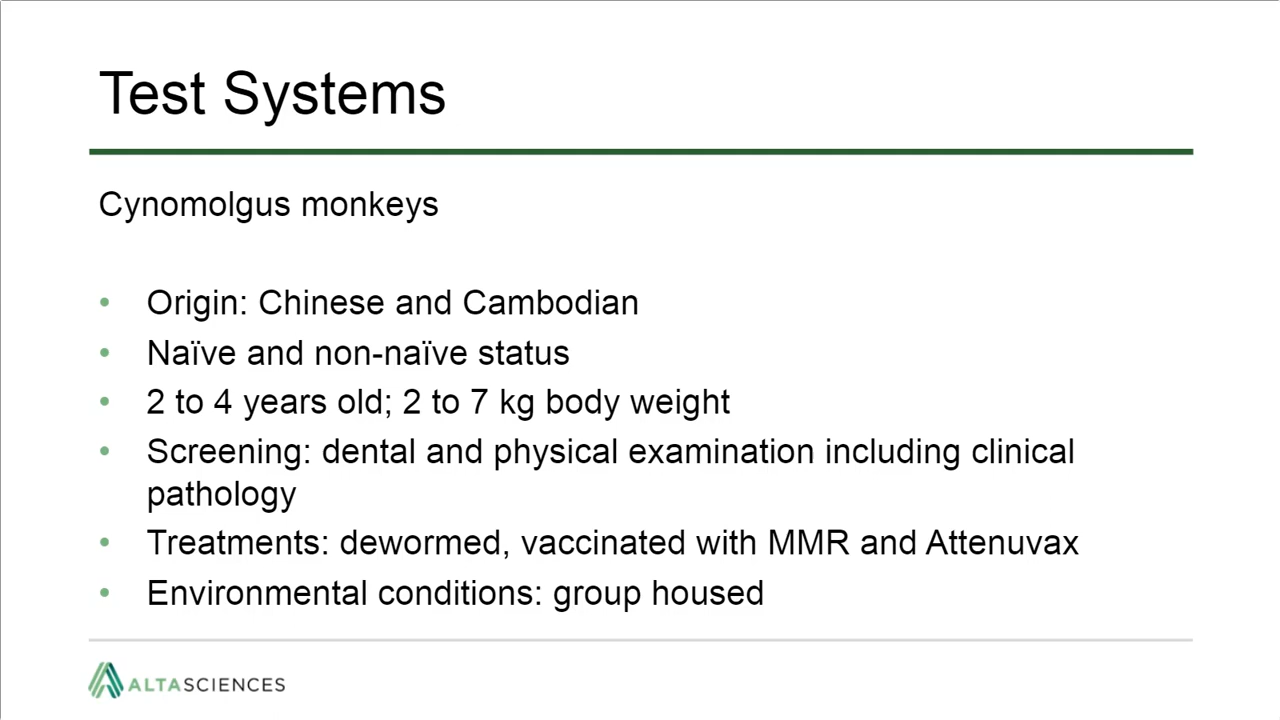 Test Systems
Cynomolgus monkeys
• Origin: Chinese and Cambodian
• Naïve and non-naïve status
• 2 to 4 years old; 2 to 7 kg body weight
• Screening: dental and physical examination including clinical
pathology
• Treatments: dewormed, vaccinated with MMR and Attenuvax
• Environmental conditions: group housed
ALTASCIENCES